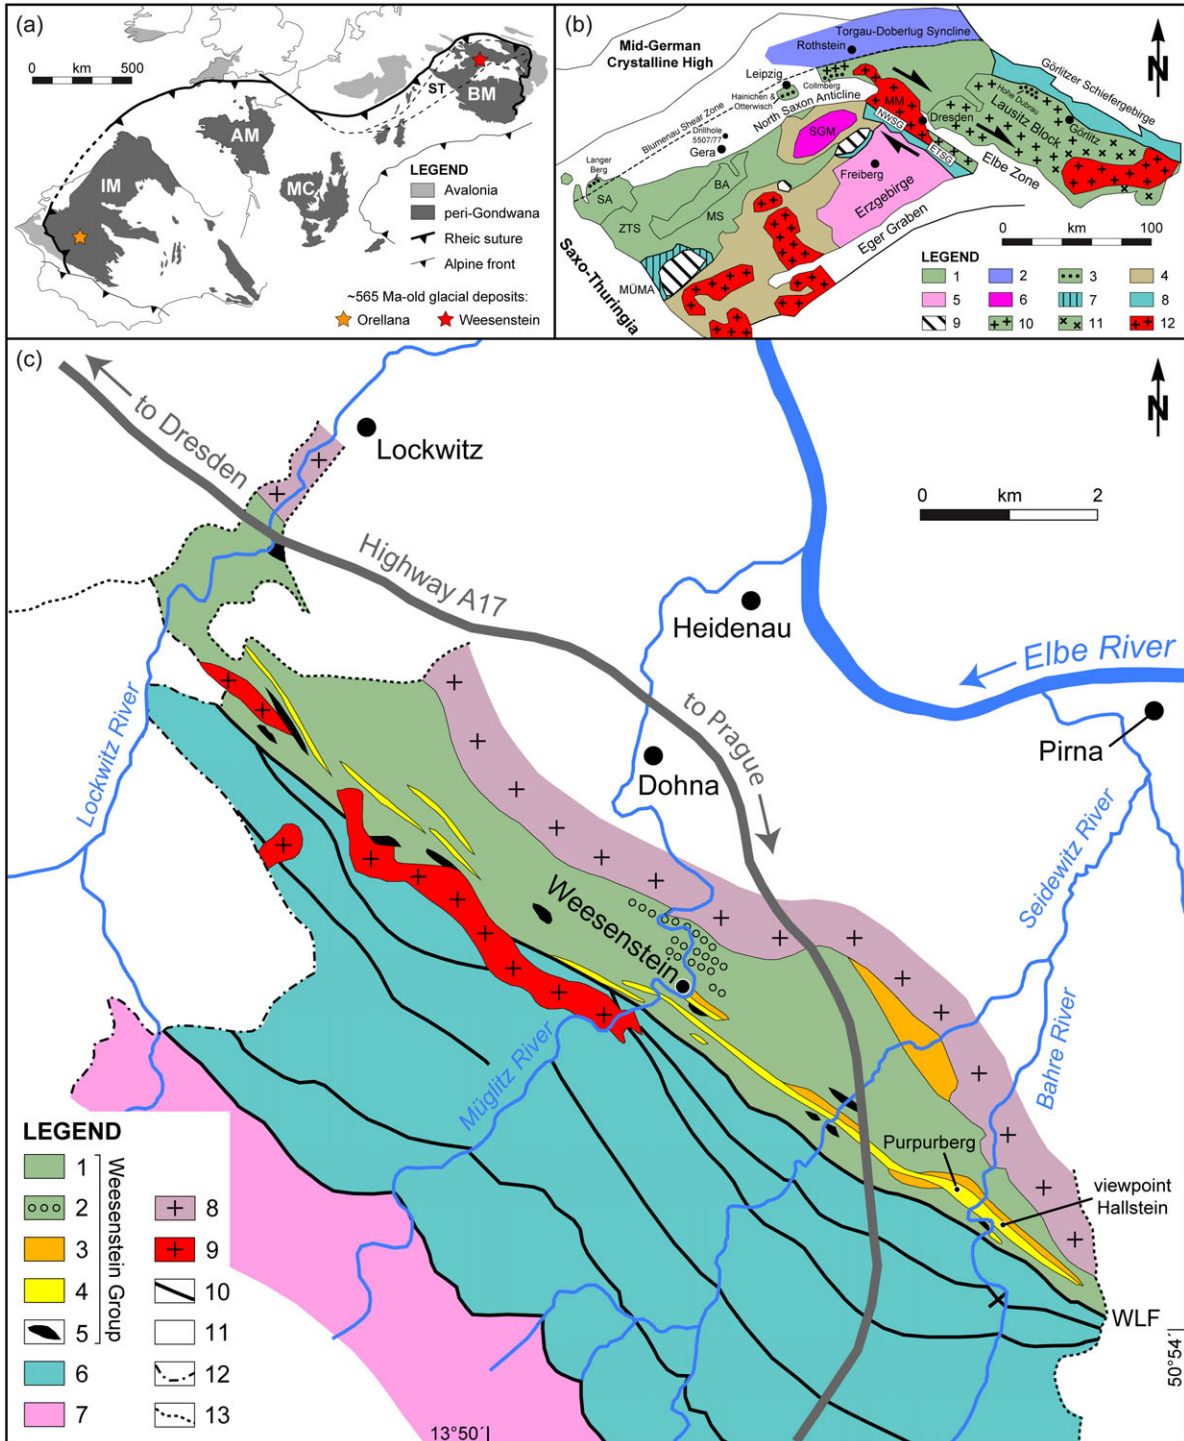 (a)
0 km 500
ST
BM
AM
IM
MC
LEGEND
Avalonia
peri-Gondwana
Rheic suture
Alpine front
~565 Ma-old glacial deposits:
Orellana
Weesenstein
(b)
Mid-German
Crystalline High
Torgau-Doberlug Syncline
Rothstein
Görlitzer Schiefergebirge
N
Leipzig
Collmberg
Hainichen &
Otterwisch
North Saxon Anticline
MM
Hohe Dubrau
Lausitz Block
Dresden
Görlitz
NWSG
Blumenau Shear Zone
Drillhole
5507/77
Gera
SGM
ETSG
Elbe Zone
Langer
Berg
Freiberg
BA
SA
Erzgebirge
MS
ZTS
Eger Graben
0 km 100
MÜMA
Saxo-Thuringia
LEGEND
1 2 3 4
5 6 7 8
9 10 11 12
(c)
N
to Dresden
Lockwitz
0 km 2
Highway A17
Heidenau
Elbe River
to Prague
Pirna
Lockwitz River
Dohna
Seidewitz River
Weesenstein
Bahre River
Müglitz River
Purpurberg
viewpoint
Hallstein
WLF
50°54´
13°50´
LEGEND
Weesenstein Group
1
2 8
3 9
4 10
5 11
6 12
7 13